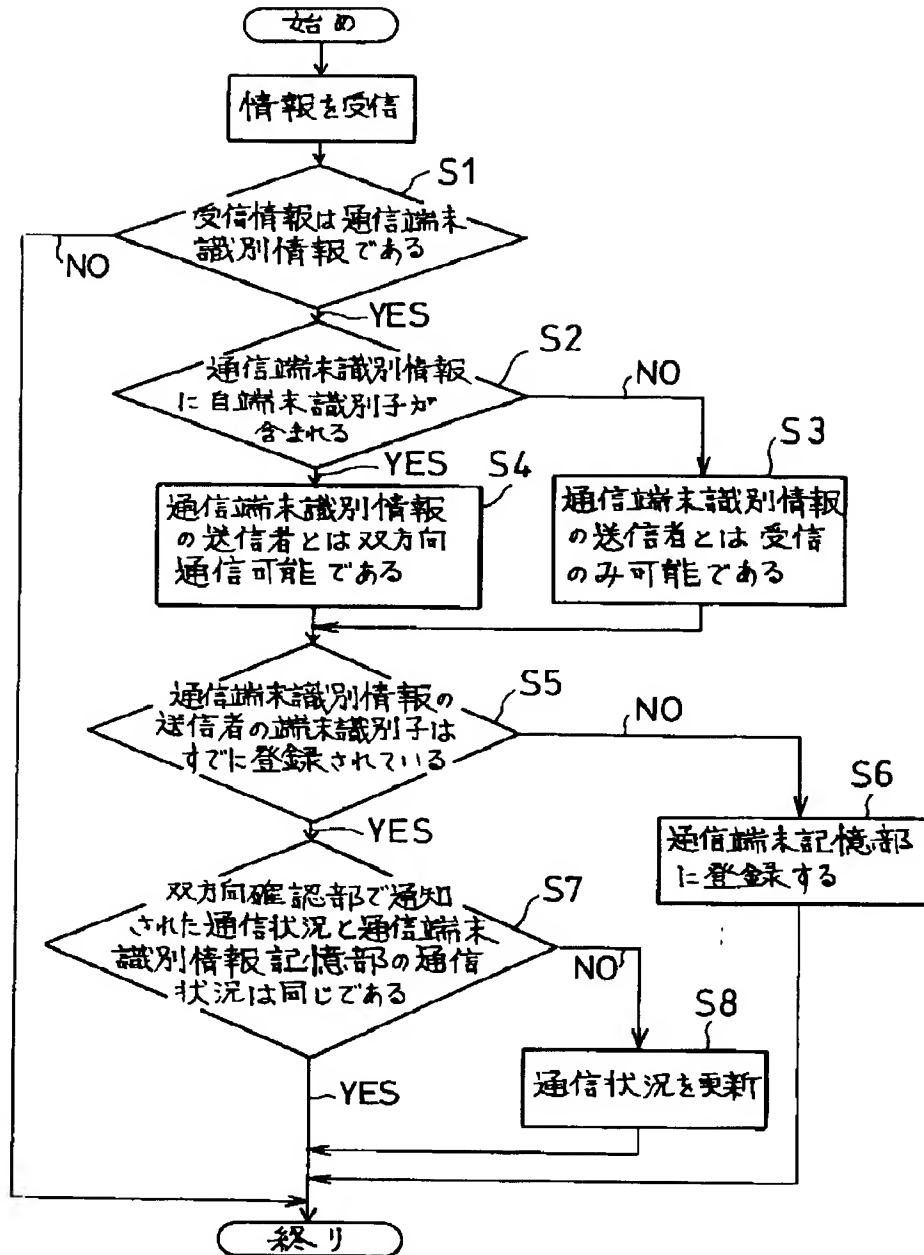 始め
情報を受信
S1
受信情報は通信端末
識別情報である
NO
YES
S2
通信端末識別情報
に自端末識別子が
含まれる
NO
YES
S4
通信端末識別情報
の送信者とは双方向
通信可能である
S3
通信端末識別情報
の送信者とは受信
のみ可能である
S5
通信端末識別情報の
送信者の端末識別子は
すでに登録されている
NO
YES
S6
通信端末記憶部
に登録する
S7
双方向確認部で通知
された通信状況と通信端末
識別情報記憶部の通信
状況は同じである
NO
YES
S8
通信状況を更新
終り